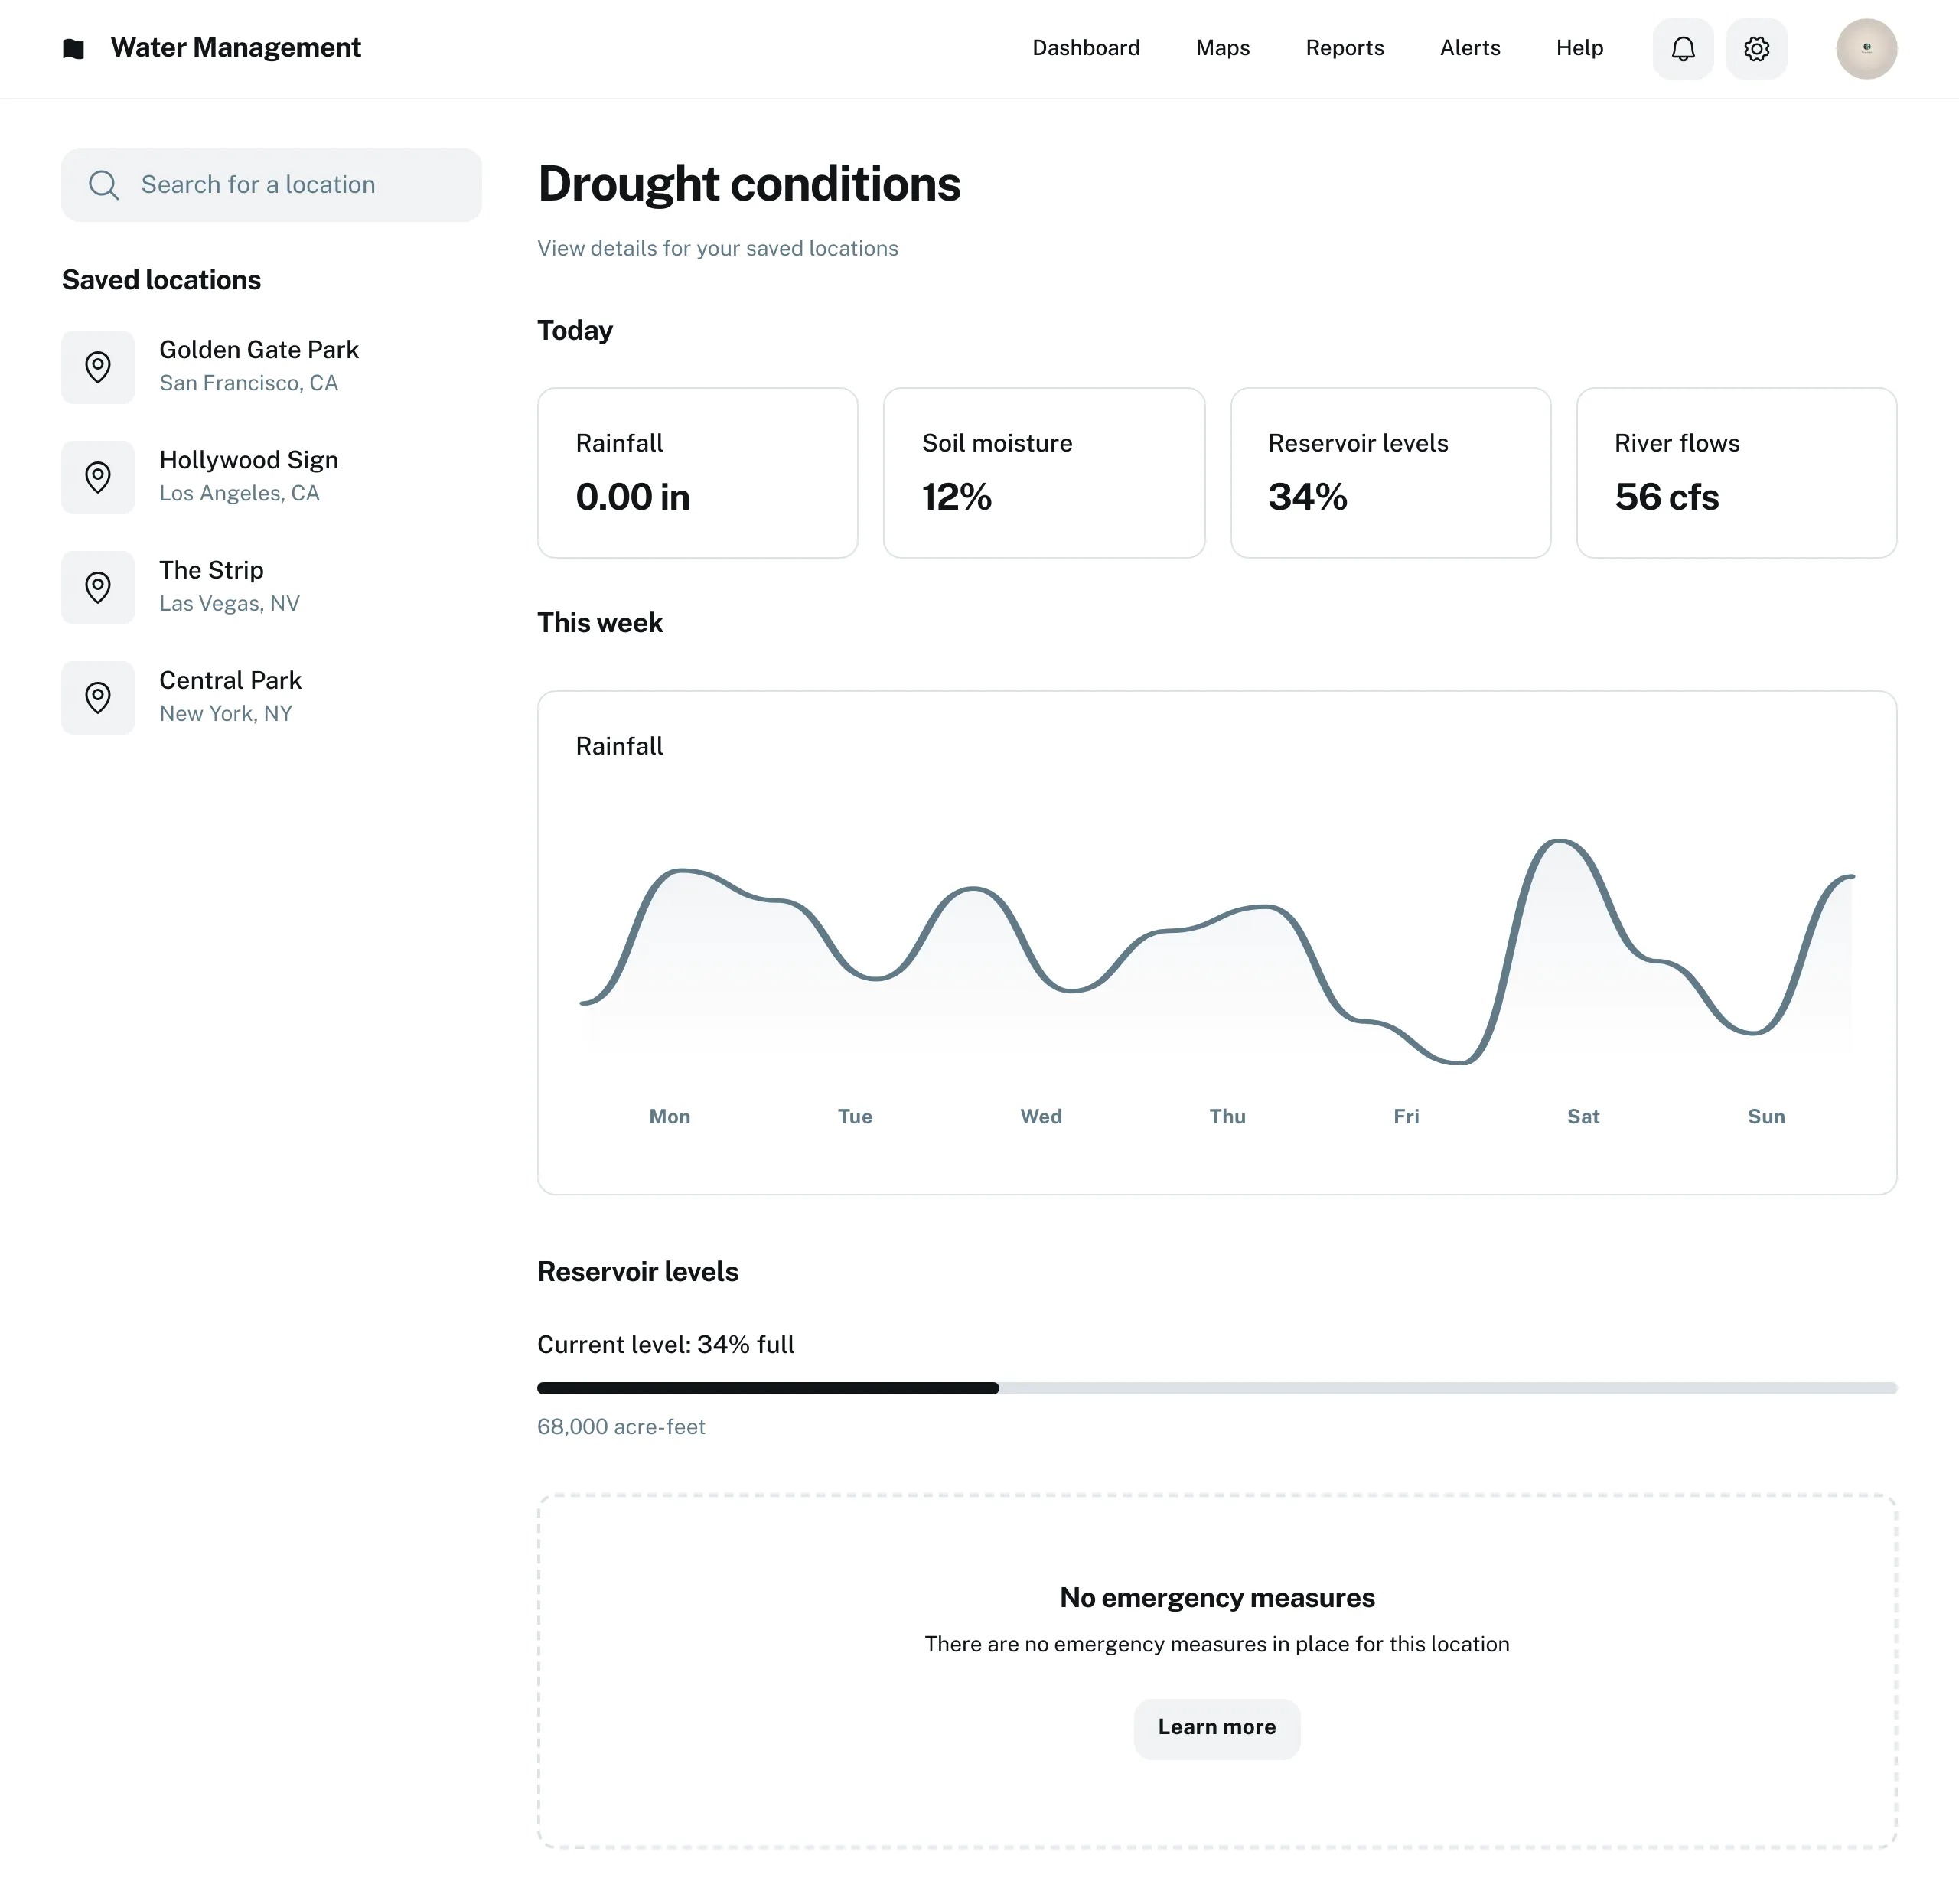 Water Management
Dashboard
Maps
Reports
Alerts
Help
Search for a location
Saved locations
Golden Gate Park
San Francisco, CA
Hollywood Sign
Los Angeles, CA
The Strip
Las Vegas, NV
Central Park
New York, NY
Drought conditions
View details for your saved locations
Today
Rainfall
0.00 in
Soil moisture
12%
Reservoir levels
34%
River flows
56 cfs
This week
Rainfall
Mon Tue Wed Thu Fri Sat Sun
Reservoir levels
Current level: 34% full
68,000 acre-feet
No emergency measures
There are no emergency measures in place for this location
Learn more